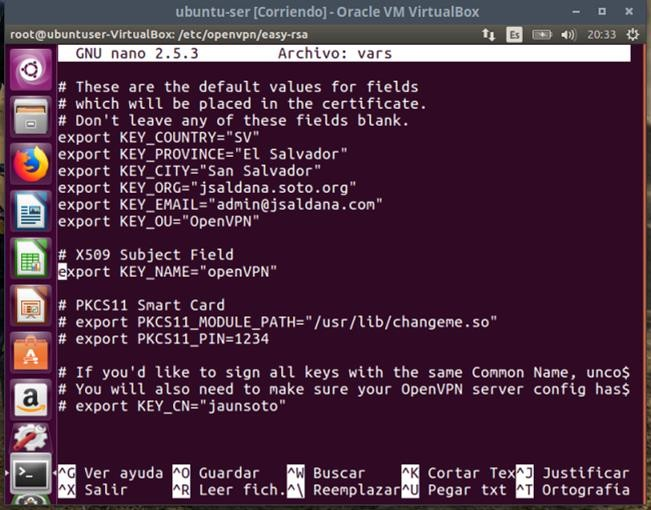 ubuntu-ser [Corriendo] - Oracle VM VirtualBox
root@ubuntuser-VirtualBox: /etc/openvpn/easy-rsa Es 20:33
GNU nano 2.5.3 Archivo: vars
# These are the default values for fields
# which will be placed in the certificate.
# Don't leave any of these fields blank.
export KEY_COUNTRY="SV"
export KEY_PROVINCE="El Salvador"
export KEY_CITY="San Salvador"
export KEY_ORG="jsaldana.soto.org"
export KEY_EMAIL="admin@jsaldana.com"
export KEY_OU="OpenVPN"
# X509 Subject Field
export KEY_NAME="openVPN"
# PKCS11 Smart Card
# export PKCS11_MODULE_PATH="/usr/lib/changeme.so"
# export PKCS11_PIN=1234
# If you'd like to sign all keys with the same Common Name, unco$
# You will also need to make sure your OpenVPN server config has$
# export KEY_CN="jaunsoto"
^G Ver ayuda ^O Guardar ^W Buscar ^K Cortar Tex^J Justificar
^X Salir ^R Leer fich.^\ Reemplazar^U Pegar txt ^T Ortografía